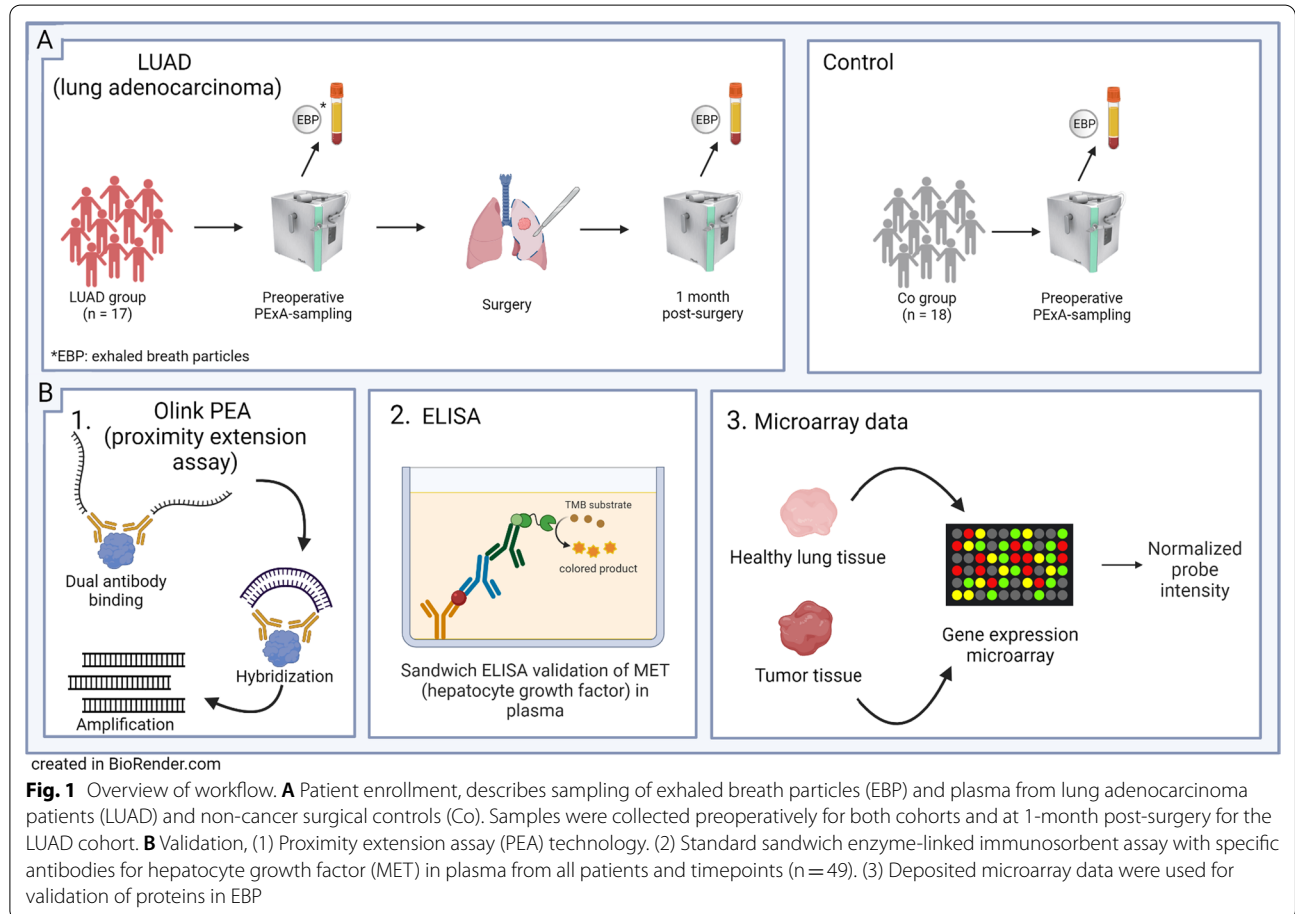 A
LUAD
(lung adenocarcinoma)
EBP
*
EBP
LUAD group
(n = 17)
Preoperative
PExA-sampling
Surgery
1 month
post-surgery
*EBP: exhaled breath particles
Control
EBP
Co group
(n = 18)
Preoperative
PExA-sampling
B
1.
Olink PEA
(proximity extension
assay)
Dual antibody
binding
Hybridization
Amplification
2. ELISA
TMB substrate
colored product
Sandwich ELISA validation of MET
(hepatocyte growth factor) in
plasma
3. Microarray data
Healthy lung tissue
Tumor tissue
Gene expression
microarray
Normalized
probe
intensity
created in BioRender.com
Fig. 1 Overview of workflow. A Patient enrollment, describes sampling of exhaled breath particles (EBP) and plasma from lung adenocarcinoma
patients (LUAD) and non-cancer surgical controls (Co). Samples were collected preoperatively for both cohorts and at 1-month post-surgery for the
LUAD cohort. B Validation, (1) Proximity extension assay (PEA) technology. (2) Standard sandwich enzyme-linked immunosorbent assay with specific
antibodies for hepatocyte growth factor (MET) in plasma from all patients and timepoints (n = 49). (3) Deposited microarray data were used for
validation of proteins in EBP